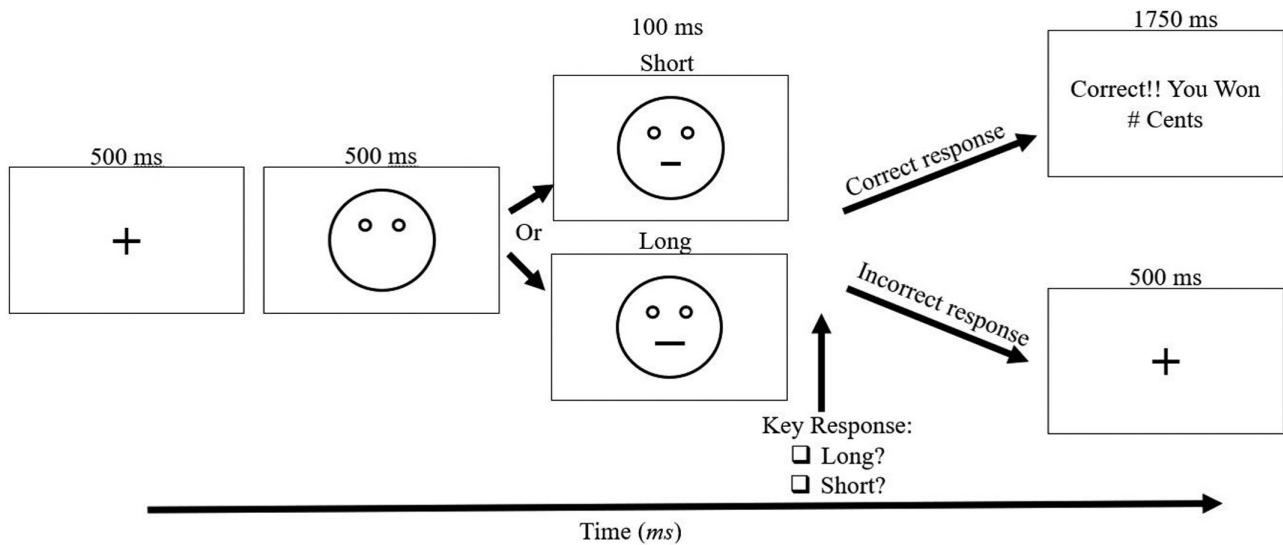 500 ms
500 ms
100 ms
Short
Or
Long
Correct response
Incorrect response
Key Response:
❑ Long?
❑ Short?
1750 ms
Correct!! You Won
# Cents
500 ms
Time (ms)